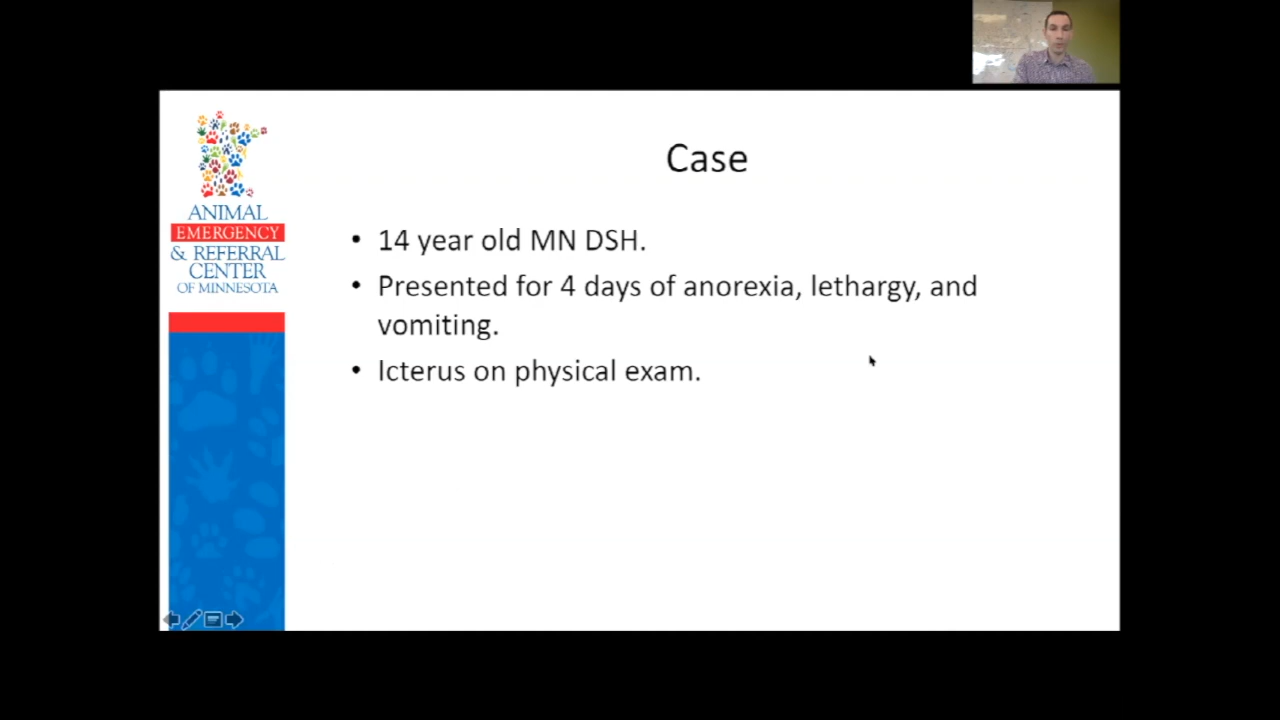 Case
ANIMAL
EMERGENCY
& REFERRAL
CENTER
OF MINNESOTA
• 14 year old MN DSH.
• Presented for 4 days of anorexia, lethargy, and
vomiting.
• Icterus on physical exam.